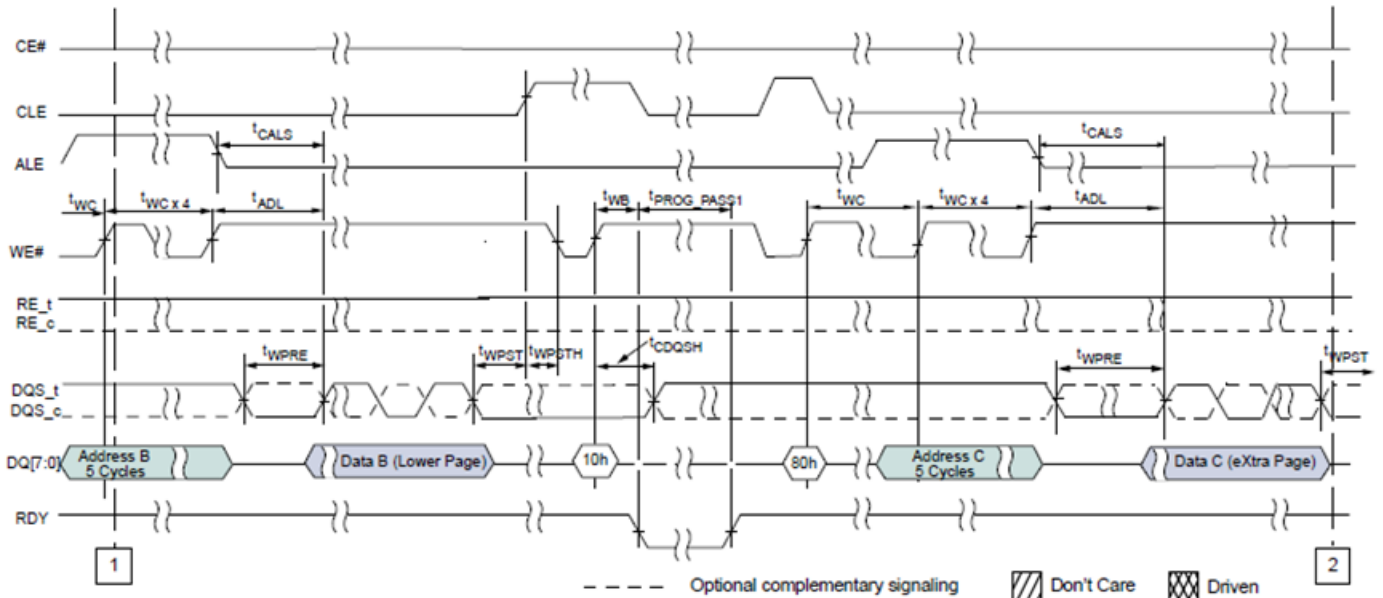 CE#
CLE
tCALS
tCALS
ALE
tWC
tWC x 4
tADL
tWB
tPROG_PASS1
tWC
tWC x 4
tADL
WE#
RE_t
RE_c
tWPRE
tWPST
tWPSTH
tCDQSH
tWPRE
tWPST
DQS_t
DQS_c
DQ[7:0]
Address B
5 Cycles
Data B (Lower Page)
10h
80h
Address C
5 Cycles
Data C (eXtra Page)
RDY
1
2
Optional complementary signaling
Don't Care
Driven